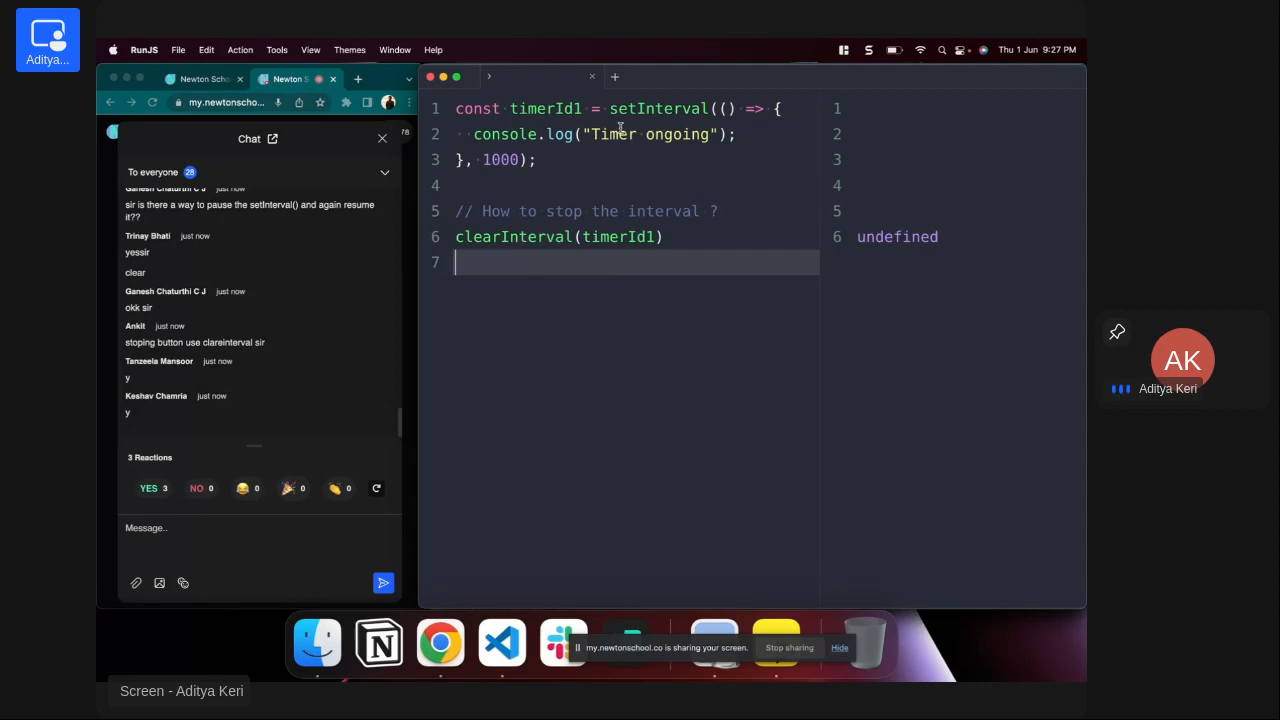 Aditya...
RunJS File Edit Action Tools View Themes Window Help
Thu 1 Jun 9:27 PM
Newton Scho
Newton S
my.newtonscho...
78
Chat
To everyone 28
Ganesh Chaturthi C J just now
sir is there a way to pause the setInterval() and again resume
it??
Trinay Bhati just now
yessir
clear
Ganesh Chaturthi C J just now
okk sir
Ankit just now
stoping button use clareinterval sir
Tanzeela Mansoor just now
y
Keshav Chamria just now
y
3 Reactions
YES 3 NO 0 😂 0 🎉 0 👏 0
Message..
1 const timerId1 = setInterval(() => {
2 console.log("Timer ongoing");
3 }, 1000);
4
5 // How to stop the interval ?
6 clearInterval(timerId1)
7
1
2
3
4
5
6 undefined
my.newtonschool.co is sharing your screen. Stop sharing Hide
AK
Aditya Keri
Screen - Aditya Keri